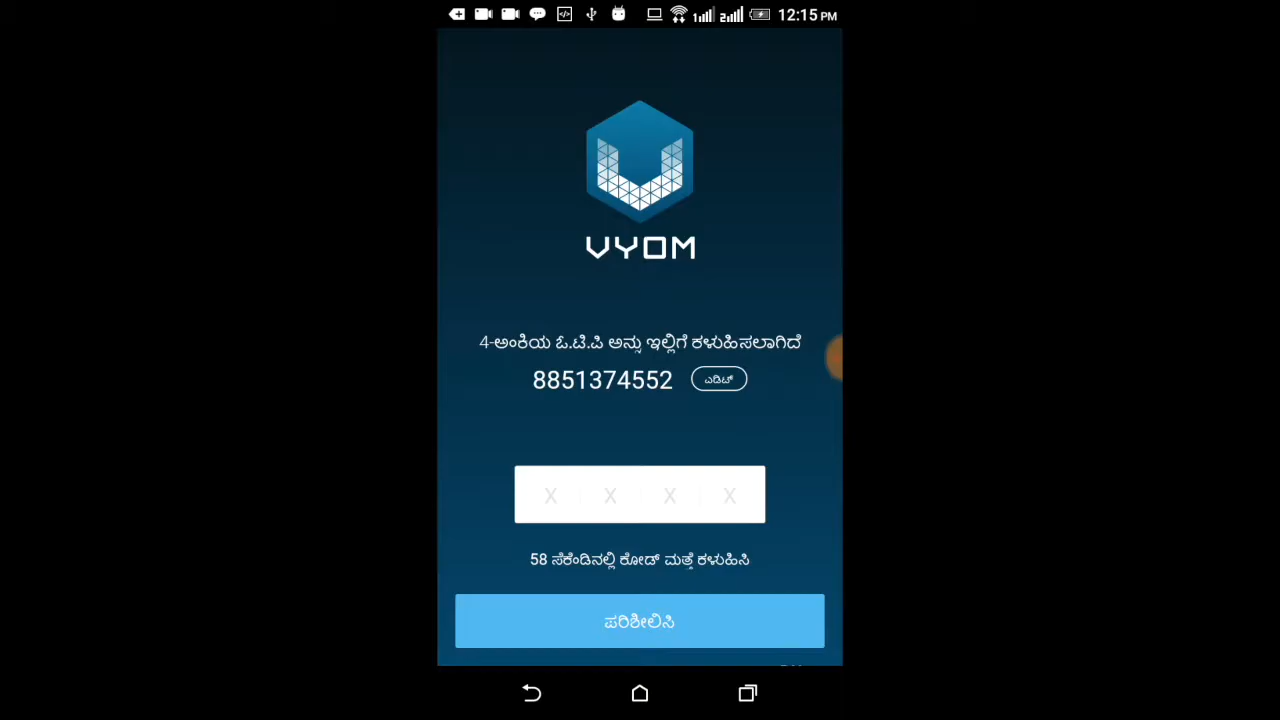 12:15 PM
VYOM
4-ಅಂಕಿಯ ಓ.ಟಿ.ಪಿ ಅನ್ನು ಇಲ್ಲಿಗೆ ಕಳುಹಿಸಲಾಗಿದೆ
8851374552 ಎಡಿಟ್
X X X X
58 ಸೆಕೆಂಡಿನಲ್ಲಿ ಕೋಡ್ ಮತ್ತೆ ಕಳುಹಿಸಿ
ಪರಿಶೀಲಿಸಿ